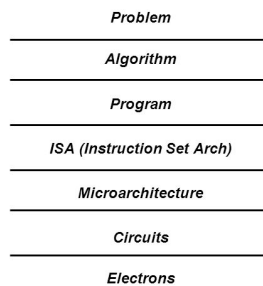 Problem
Algorithm
Program
ISA (Instruction Set Arch)
Microarchitecture
Circuits
Electrons